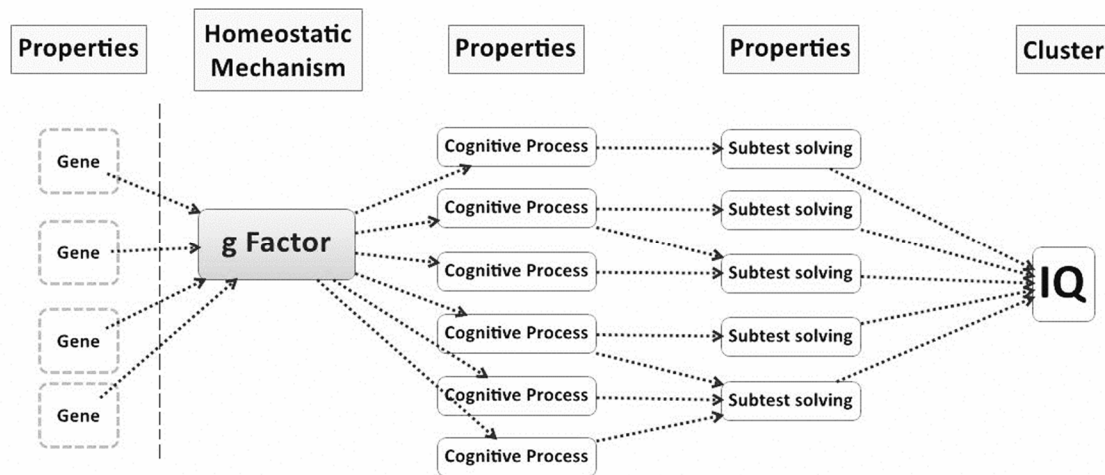 Properties
Homeostatic
Mechanism
Properties
Properties
Cluster
Gene
Gene
Gene
Gene
g Factor
Cognitive Process
Cognitive Process
Cognitive Process
Cognitive Process
Cognitive Process
Cognitive Process
Subtest solving
Subtest solving
Subtest solving
Subtest solving
Subtest solving
IQ